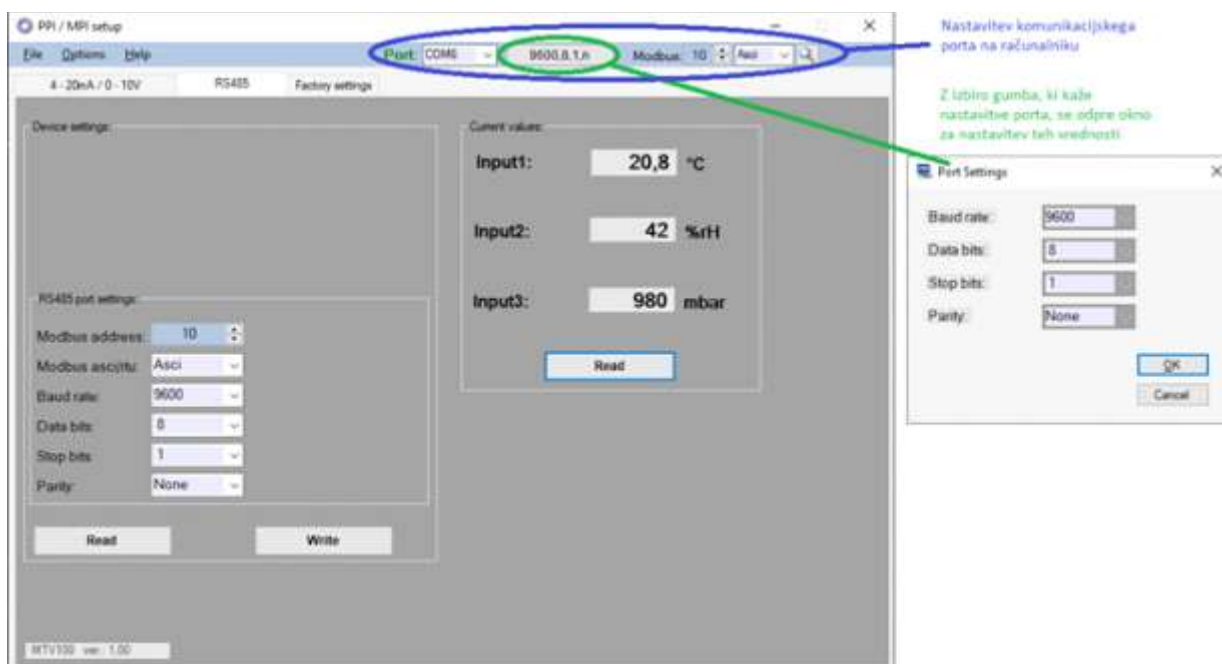 PPI / MPI setup
File Options Help
Port: COM6 9600,8,1,n Modbus: 10 Asci
4 - 20mA / 0 - 10V RS485 Factory settings
Device settings:
RS485 port settings:
Modbus address: 10
Modbus asci/rtu: Asci
Baud rate: 9600
Data bits: 8
Stop bits: 1
Parity: None
Read Write
MTV100 ver.: 1.00
Current values:
Input1: 20,8 °C
Input2: 42 %rH
Input3: 980 mbar
Read
Nastavitev komunikacijskega
porta na računalniku
Z izbiro gumba, ki kaže
nastavitve porta, se odpre okno
za nastavitev teh vrednosti
Port Settings
Baud rate: 9600
Data bits: 8
Stop bits: 1
Parity: None
OK
Cancel